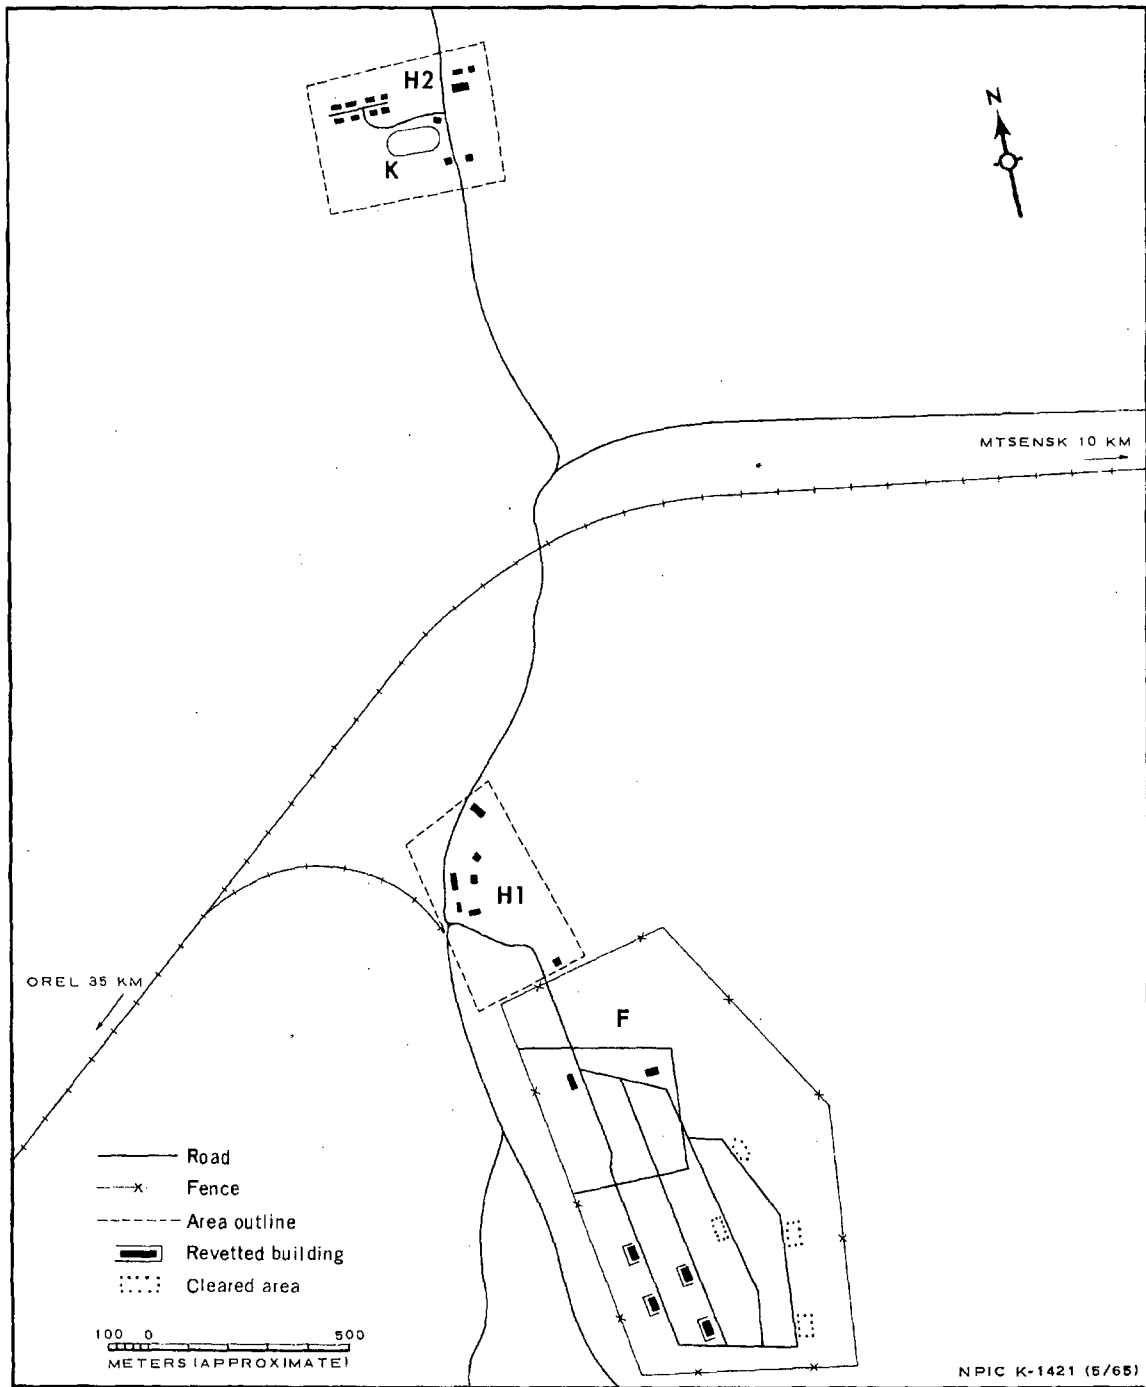 H2
N
K
MTSENSK 10 KM
H1
OREL 35 KM
F
Road
Fence
Area outline
Revetted building
Cleared area
100 0 500
METERS (APPROXIMATE)
NPIC K-1421 (5/65)